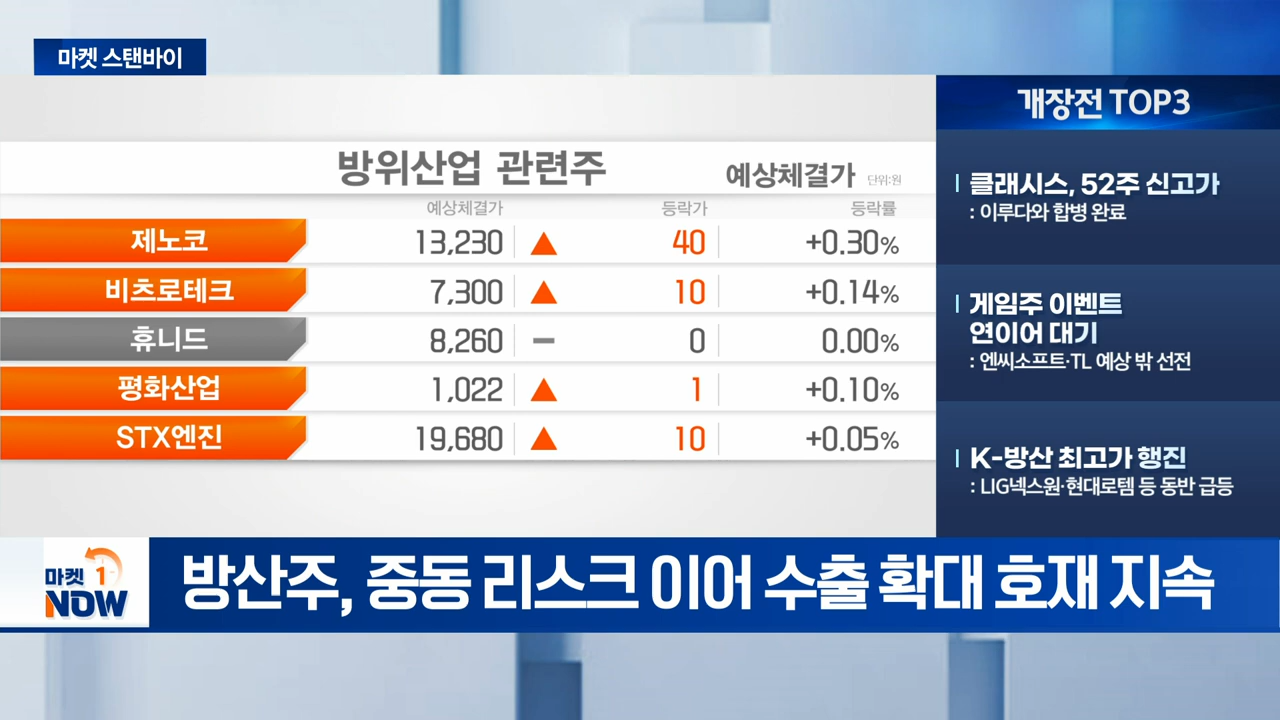 마켓 스탠바이
방위산업 관련주 예상체결가 단위:원
예상체결가 등락가 등락률
제노코 13,230 ▲ 40 +0.30%
비츠로테크 7,300 ▲ 10 +0.14%
휴니드 8,260 - 0 0.00%
평화산업 1,022 ▲ 1 +0.10%
STX엔진 19,680 ▲ 10 +0.05%
개장전 TOP3
클래시스, 52주 신고가
: 이루다와 합병 완료
게임주 이벤트
연이어 대기
: 엔씨소프트·TL 예상 밖 선전
K-방산 최고가 행진
: LIG넥스원·현대로템 등 동반 급등
마켓 1
NOW
방산주, 중동 리스크 이어 수출 확대 호재 지속